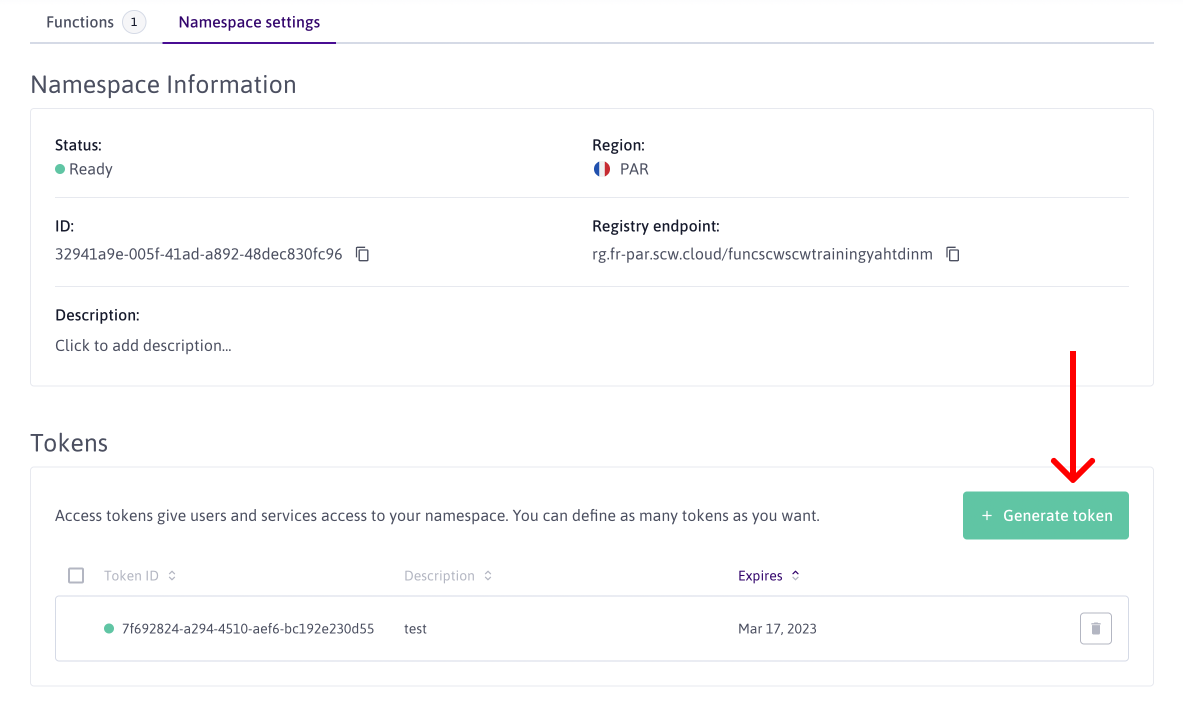 Functions 1 Namespace settings
Namespace Information
Status: Region:
Ready PAR
ID: Registry endpoint:
32941a9e-005f-41ad-a892-48dec830fc96 rg.fr-par.scw.cloud/funcscwscwtrainingyahtdinm
Description:
Click to add description...
Tokens
Access tokens give users and services access to your namespace. You can define as many tokens as you want. + Generate token
Token ID Description Expires
7f692824-a294-4510-aef6-bc192e230d55 test Mar 17, 2023